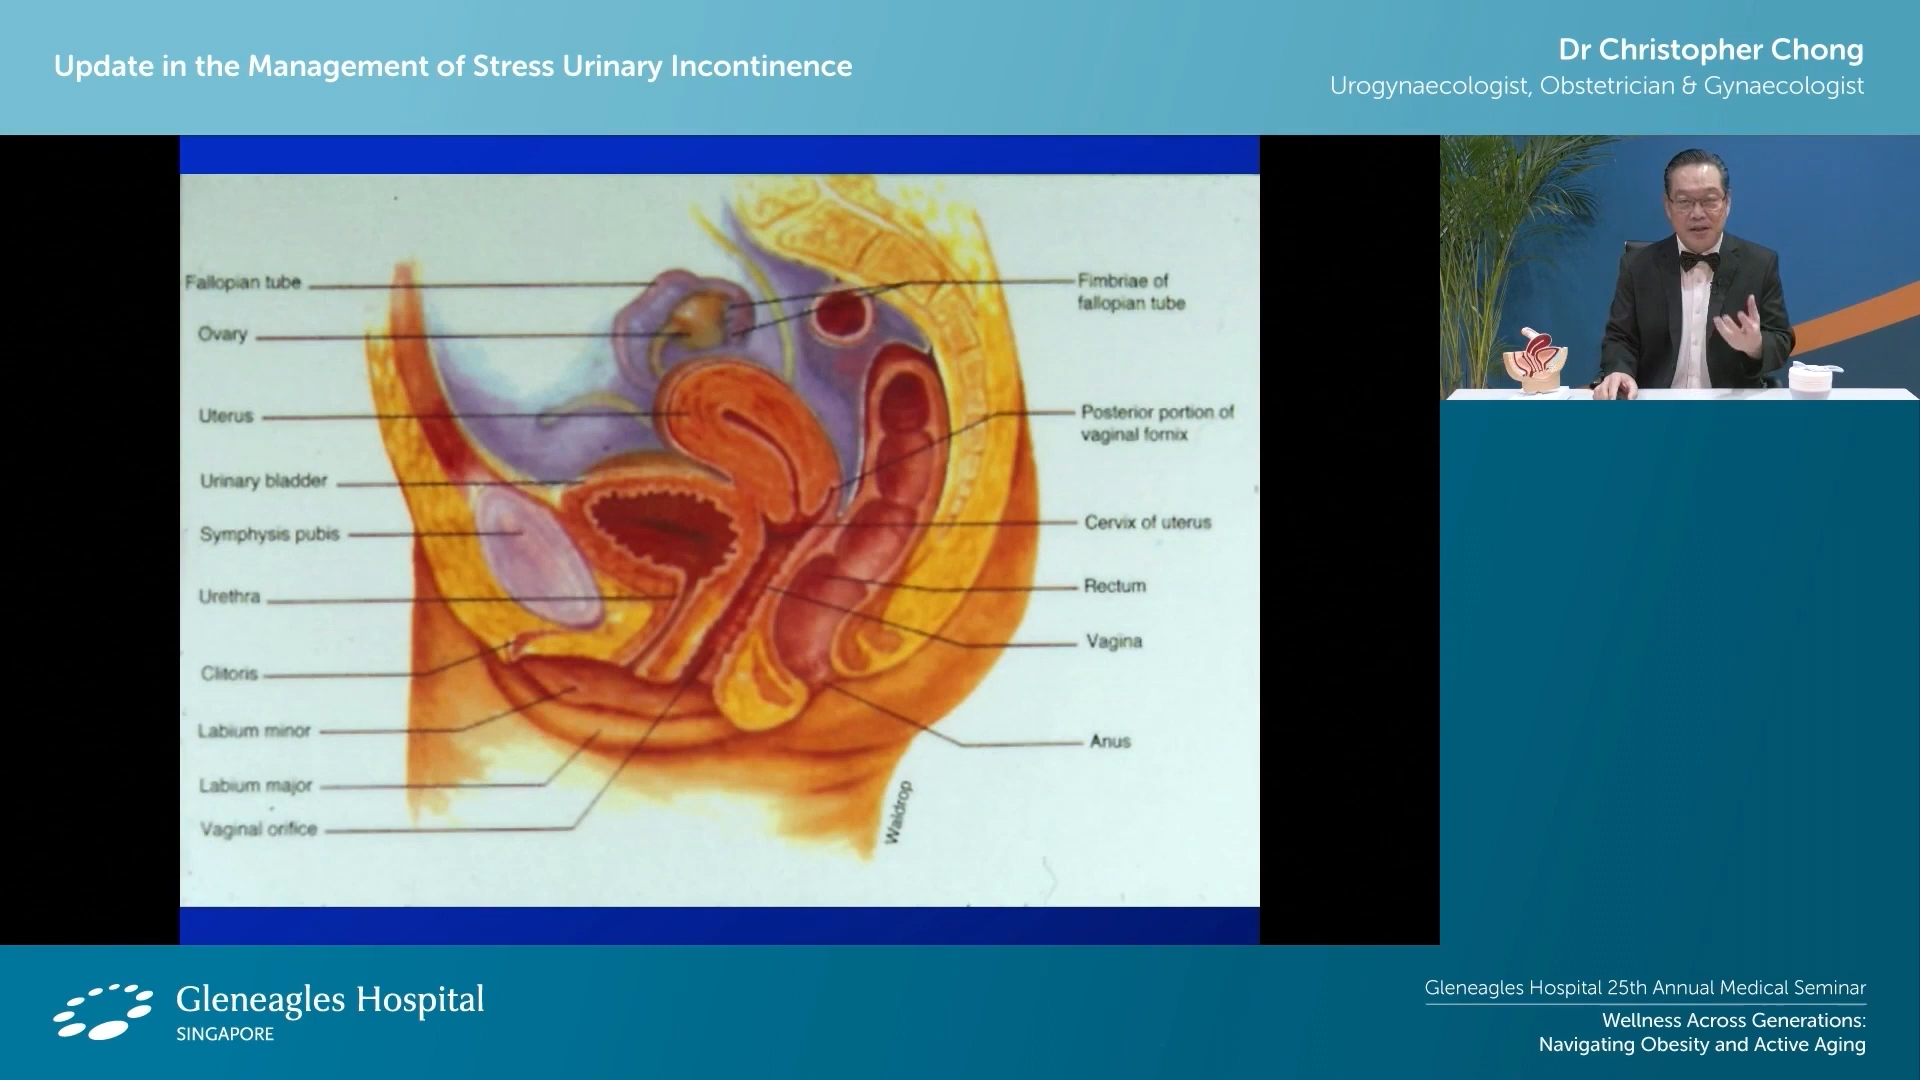 Update in the Management of Stress Urinary Incontinence
Dr Christopher Chong
Urogynaecologist, Obstetrician & Gynaecologist
Fallopian tube
Ovary
Uterus
Urinary bladder
Symphysis pubis
Urethra
Clitoris
Labium minor
Labium major
Vaginal orifice
Fimbriae of
fallopian tube
Posterior portion of
vaginal fornix
Cervix of uterus
Rectum
Vagina
Anus
Waldrop
Gleneagles Hospital
SINGAPORE
Gleneagles Hospital 25th Annual Medical Seminar
Wellness Across Generations:
Navigating Obesity and Active Aging